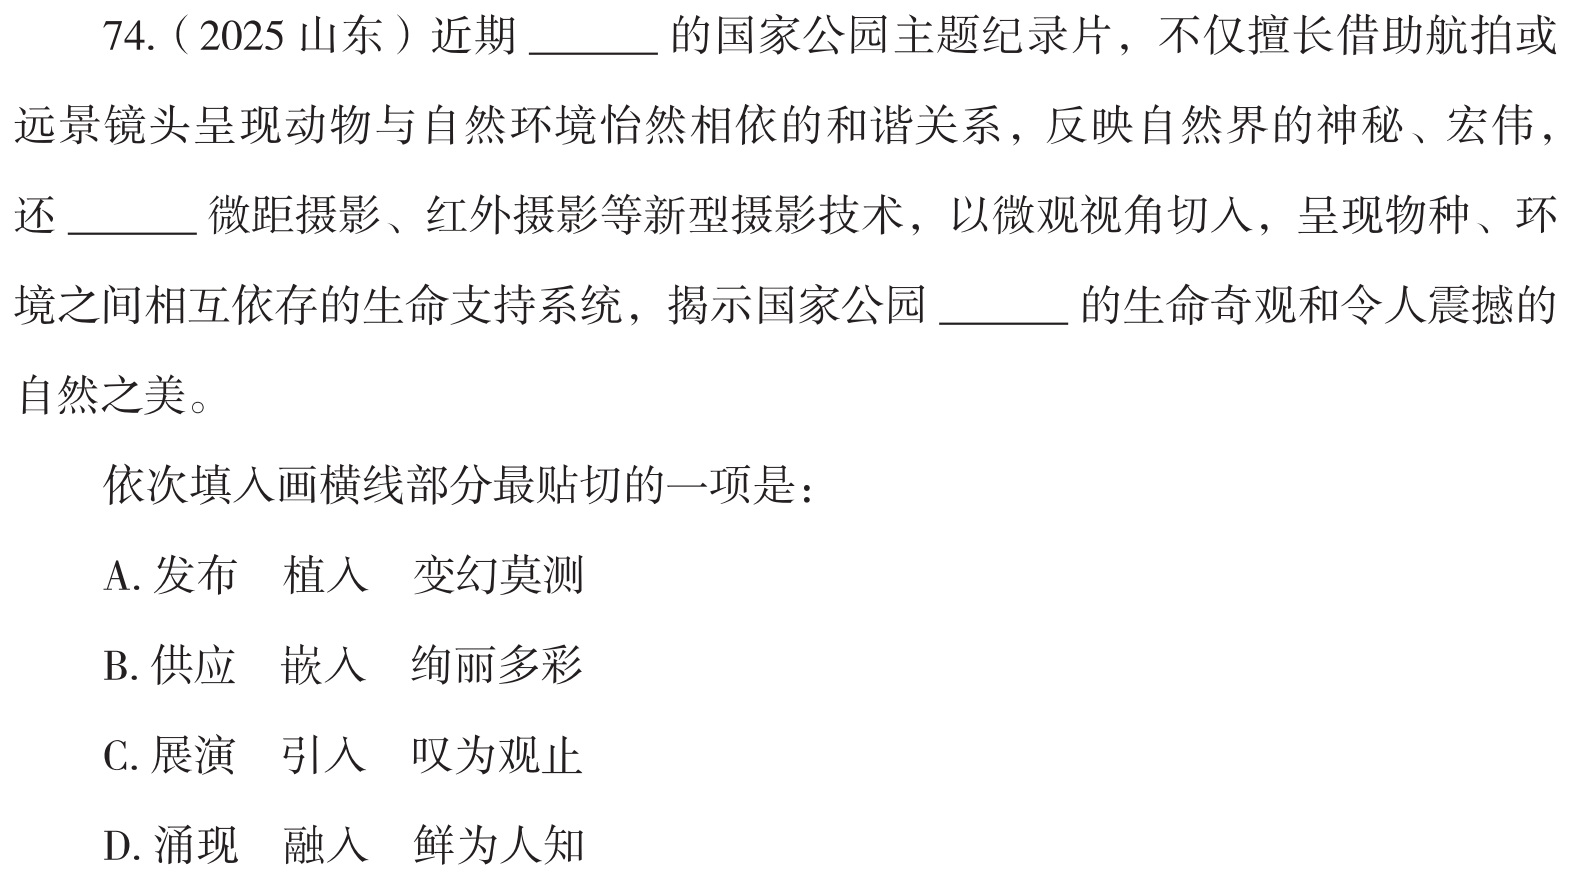 74.（2025 山东）近期 ______ 的国家公园主题纪录片，不仅擅长借助航拍或
远景镜头呈现动物与自然环境怡然相依的和谐关系，反映自然界的神秘、宏伟，
还 ______ 微距摄影、红外摄影等新型摄影技术，以微观视角切入，呈现物种、环
境之间相互依存的生命支持系统，揭示国家公园 ______ 的生命奇观和令人震撼的
自然之美。
依次填入画横线部分最贴切的一项是：
A. 发布 植入 变幻莫测
B. 供应 嵌入 绚丽多彩
C. 展演 引入 叹为观止
D. 涌现 融入 鲜为人知